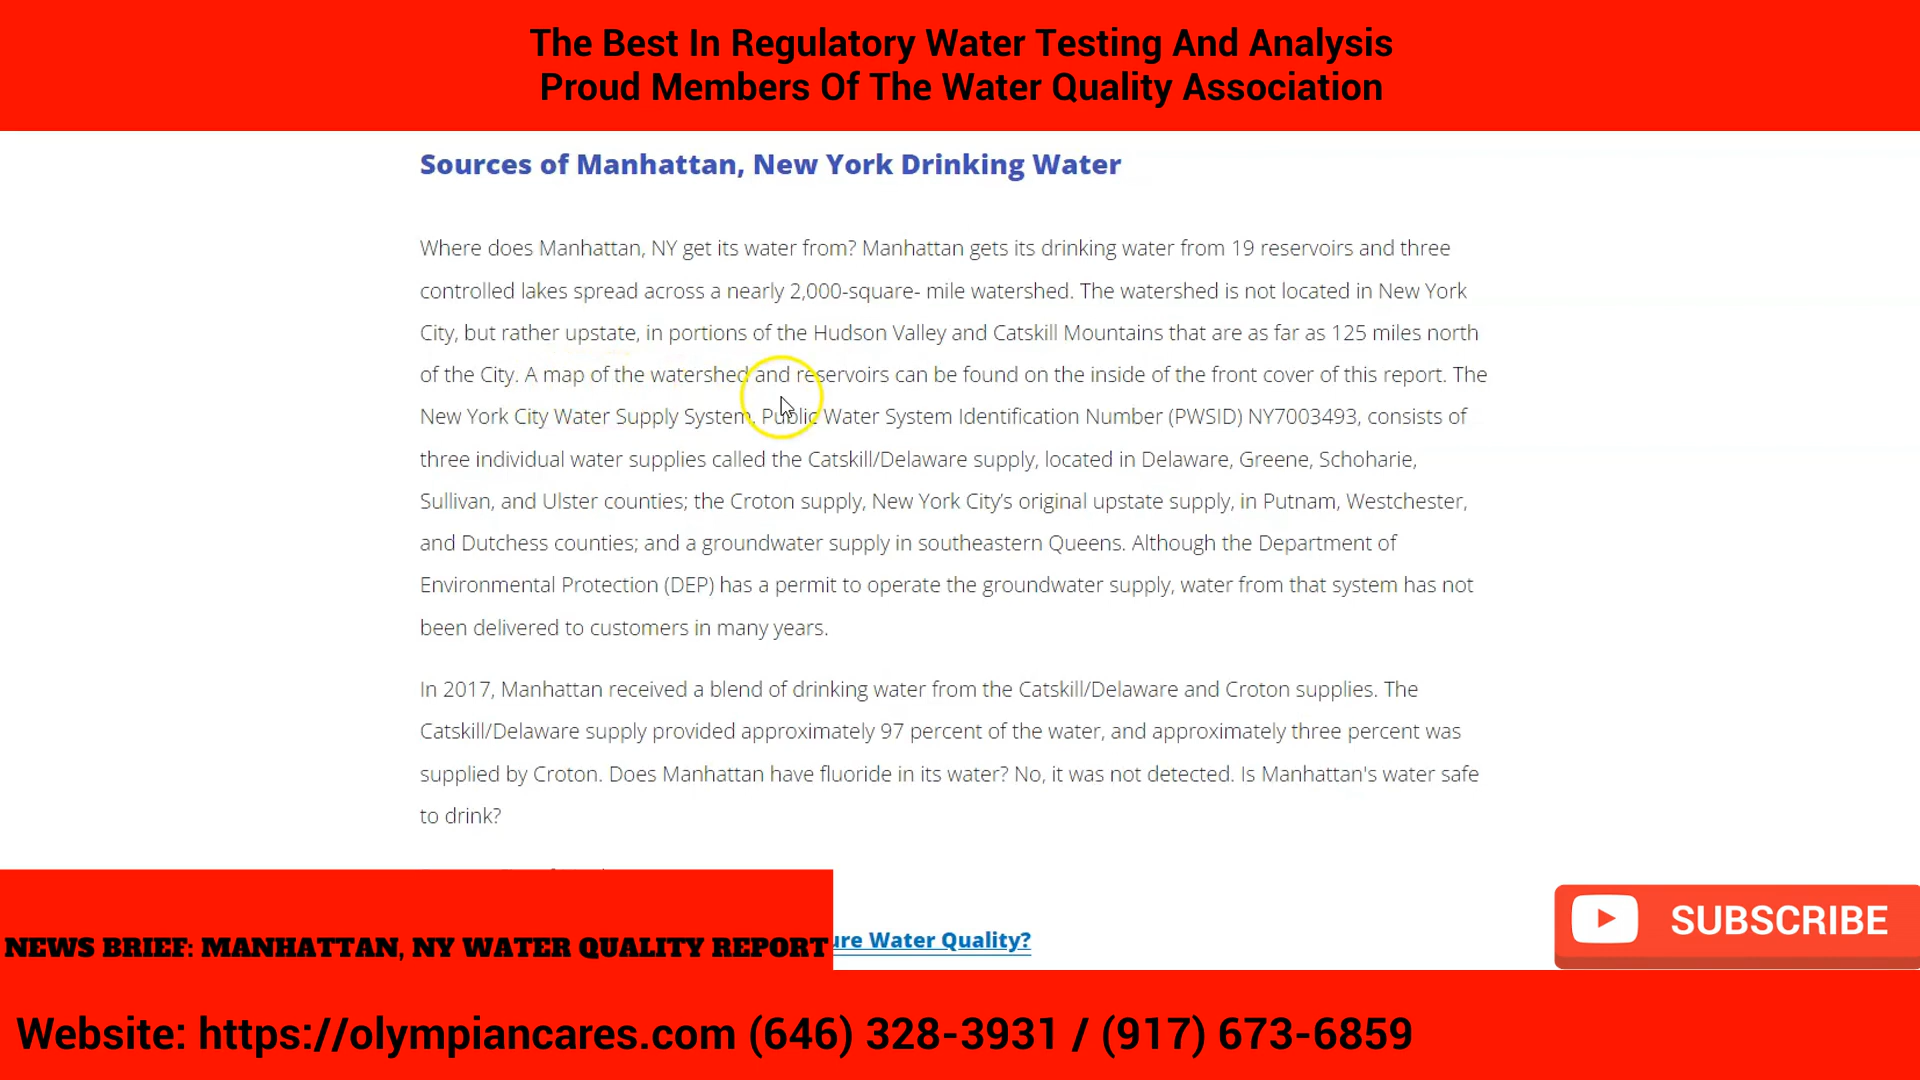 The Best In Regulatory Water Testing And Analysis
Proud Members Of The Water Quality Association
Sources of Manhattan, New York Drinking Water
Where does Manhattan, NY get its water from? Manhattan gets its drinking water from 19 reservoirs and three
controlled lakes spread across a nearly 2,000-square- mile watershed. The watershed is not located in New York
City, but rather upstate, in portions of the Hudson Valley and Catskill Mountains that are as far as 125 miles north
of the City. A map of the watershed and reservoirs can be found on the inside of the front cover of this report. The
New York City Water Supply System, Public Water System Identification Number (PWSID) NY7003493, consists of
three individual water supplies called the Catskill/Delaware supply, located in Delaware, Greene, Schoharie,
Sullivan, and Ulster counties; the Croton supply, New York City's original upstate supply, in Putnam, Westchester,
and Dutchess counties; and a groundwater supply in southeastern Queens. Although the Department of
Environmental Protection (DEP) has a permit to operate the groundwater supply, water from that system has not
been delivered to customers in many years.
In 2017, Manhattan received a blend of drinking water from the Catskill/Delaware and Croton supplies. The
Catskill/Delaware supply provided approximately 97 percent of the water, and approximately three percent was
supplied by Croton. Does Manhattan have fluoride in its water? No, it was not detected. Is Manhattan's water safe
to drink?
Water Quality?
NEWS BRIEF: MANHATTAN, NY WATER QUALITY REPORT
SUBSCRIBE
Website: https://olympiancares.com (646) 328-3931 / (917) 673-6859